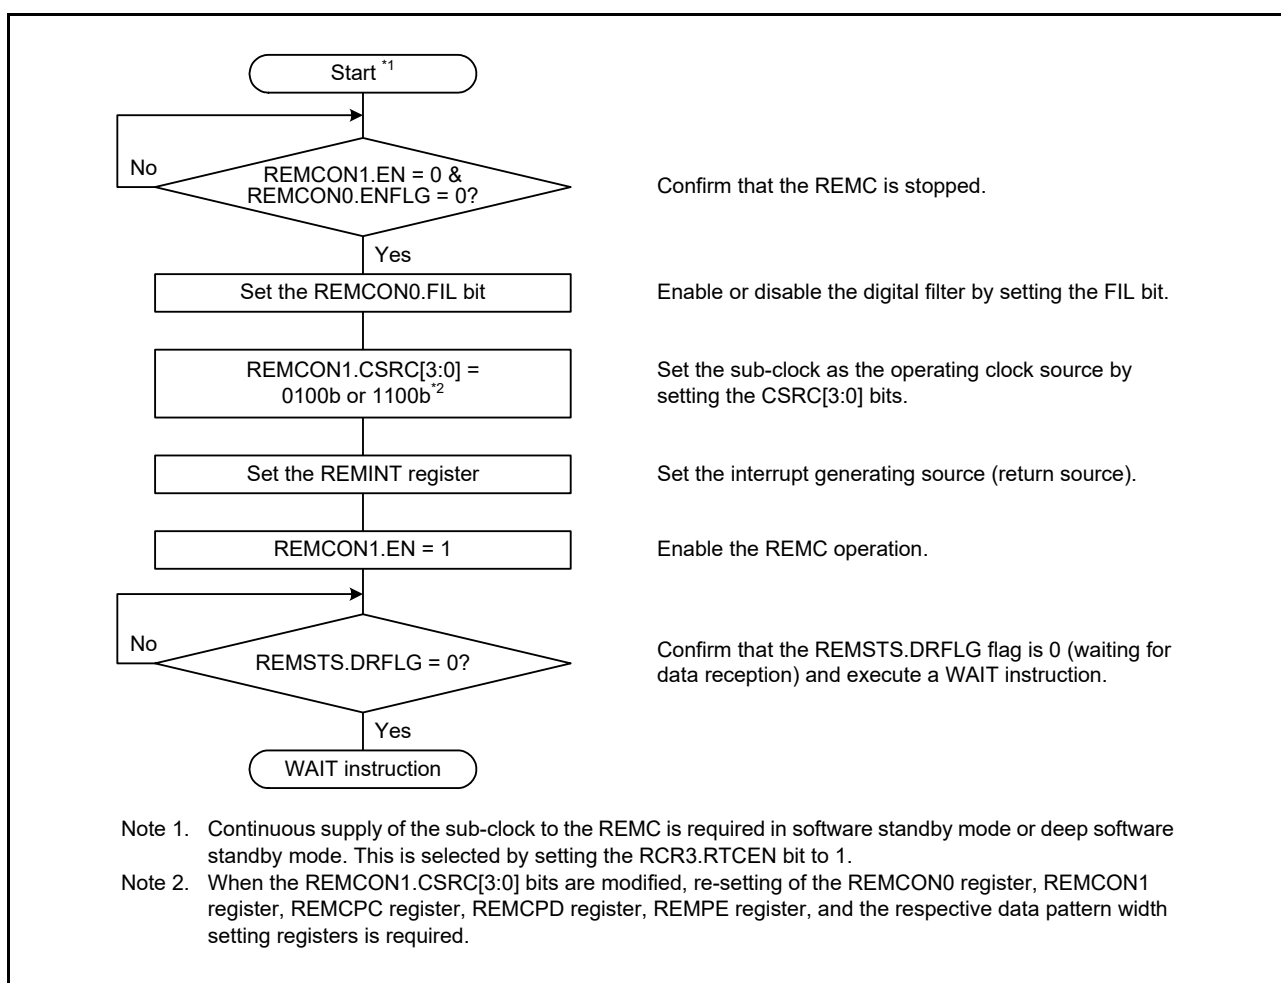 Start *1
No
REMCON1.EN = 0 &
REMCON0.ENFLG = 0?
Confirm that the REMC is stopped.
Yes
Set the REMCON0.FIL bit
Enable or disable the digital filter by setting the FIL bit.
REMCON1.CSRC[3:0] =
0100b or 1100b*2
Set the sub-clock as the operating clock source by
setting the CSRC[3:0] bits.
Set the REMINT register
Set the interrupt generating source (return source).
REMCON1.EN = 1
Enable the REMC operation.
No
REMSTS.DRFLG = 0?
Confirm that the REMSTS.DRFLG flag is 0 (waiting for
data reception) and execute a WAIT instruction.
Yes
WAIT instruction
Note 1. Continuous supply of the sub-clock to the REMC is required in software standby mode or deep software
standby mode. This is selected by setting the RCR3.RTCEN bit to 1.
Note 2. When the REMCON1.CSRC[3:0] bits are modified, re-setting of the REMCON0 register, REMCON1
register, REMCPC register, REMCPD register, REMPE register, and the respective data pattern width
setting registers is required.